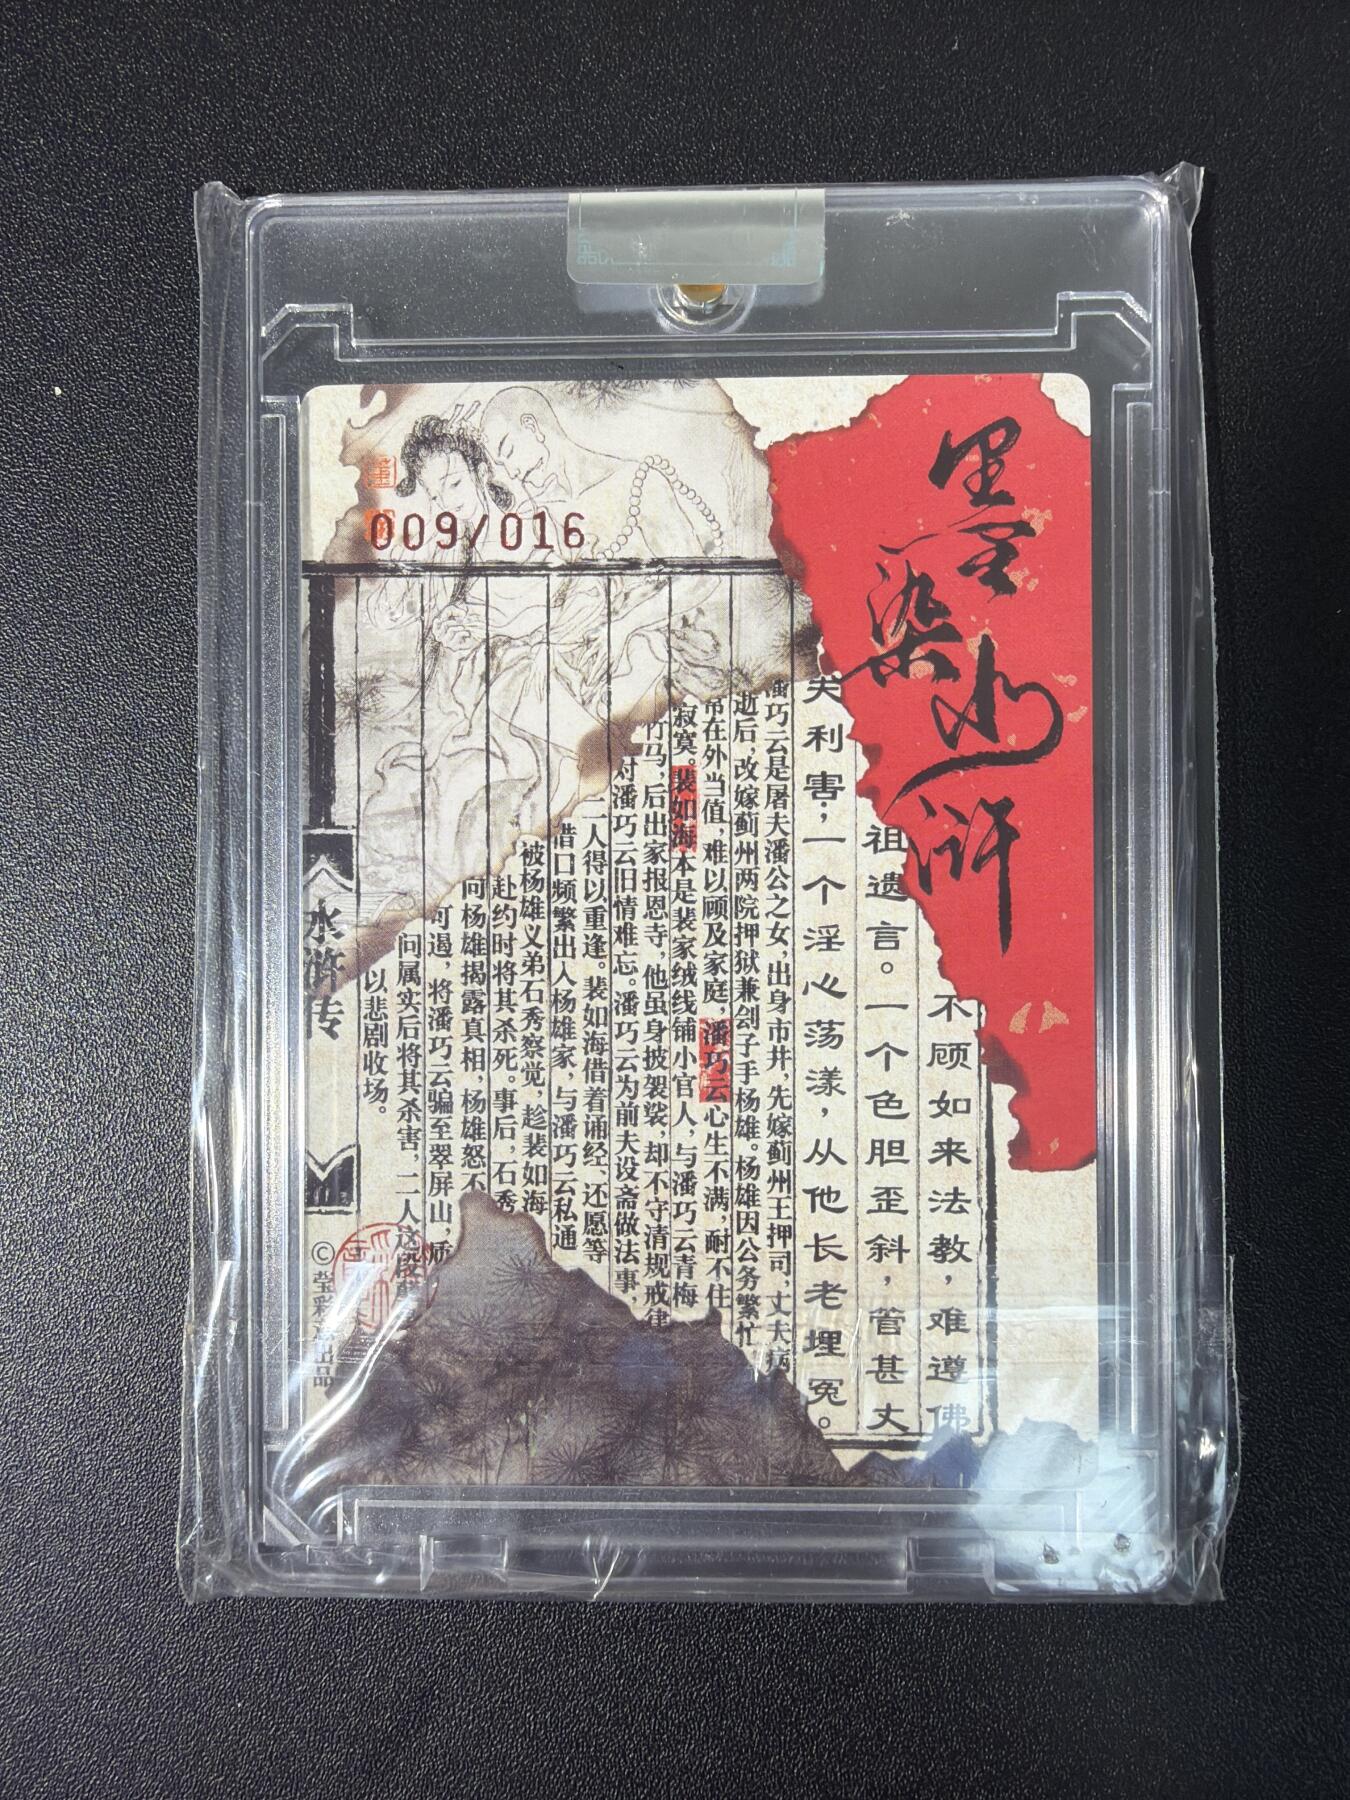 墨染水浒
009/016
不顾如来法教，难遵佛
祖遗言。一个色胆歪斜，管甚丈
夫利害；一个淫心荡漾，从他长老埋冤。
潘巧云是屠夫潘公之女，出身市井，先嫁蓟州王押司，丈夫病
逝后，改嫁蓟州两院押狱兼刽子手杨雄。杨雄因公务繁忙，
常在外当值，难以顾及家庭，潘巧云心生不满，耐不住
寂寞。裴如海本是裴家绒线铺小官人，与潘巧云青梅
竹马，后出家报恩寺，他虽身披袈裟，却不守清规戒律
对潘巧云旧情难忘。潘巧云为前夫设斋做法事，
二人得以重逢。裴如海借着诵经、还愿等
借口频繁出入杨雄家，与潘巧云私通
被杨雄义弟石秀察觉，趁裴如海
赴约时将其杀死。事后，石秀
向杨雄揭露真相，杨雄怒不
可遏，将潘巧云骗至翠屏山，质
问属实后将其杀害，二人这段
以悲剧收场。
水浒传
©莹彩 出品